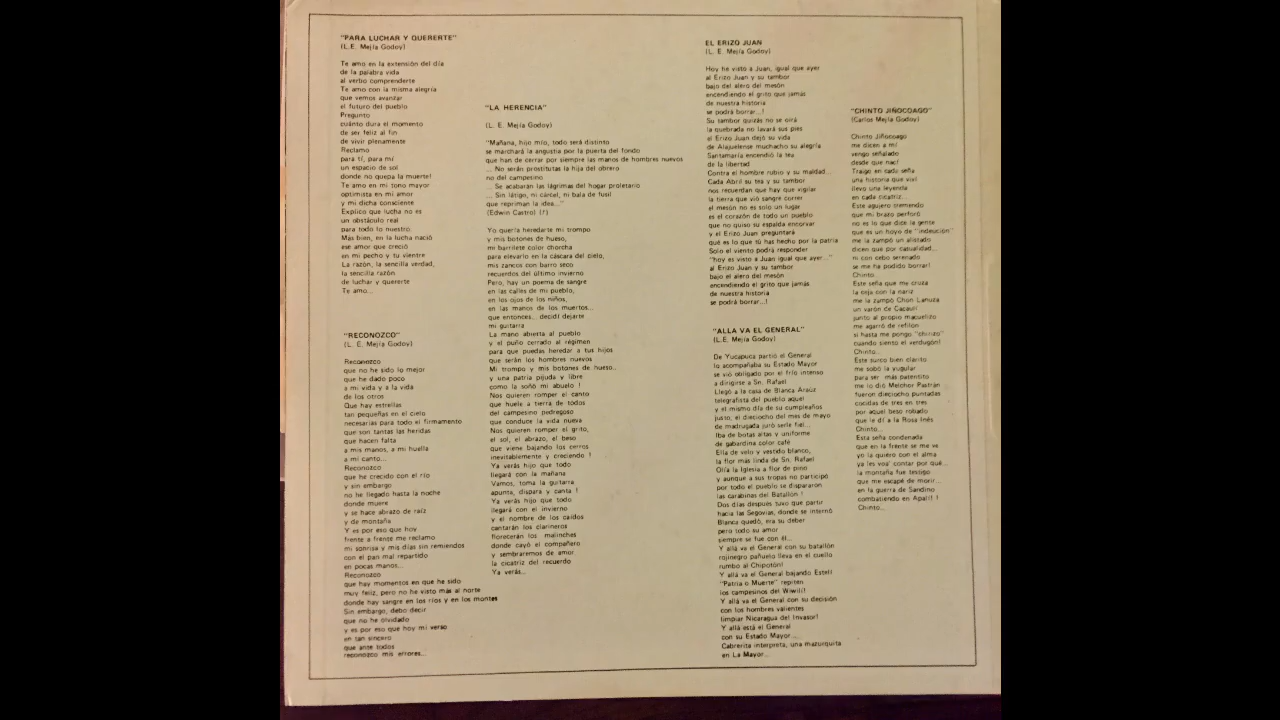 "PARA LUCHAR Y QUERERTE"
(L.E. Mejía Godoy)
Te amo en la extensión del día
de la palabra vida
al verbo comprenderte
Te amo con la misma alegría
que vemos avanzar
el futuro del pueblo
Pregunto
cuánto dura el momento
de ser feliz al fin
de vivir plenamente
Reclamo
para tí, para mí
un espacio de sol
donde no quepa la muerte!
Te amo en mi tono mayor
optimista en mi amor
y mi dicha consciente
Explico que lucha no es
un obstáculo real
para todo lo nuestro.
Más bien, en la lucha nació
ese amor que creció
en mi pecho y tu vientre
La razón, la sencilla verdad,
la sencilla razón
de luchar y quererte
Te amo...
"RECONOZCO"
(L. E. Mejía Godoy)
Reconozco
que no he sido lo mejor
que he dado poco
a mi vida y a la vida
de los otros
Que hay estrellas
tan pequeñas en el cielo
necesarias para todo el firmamento
que son tantas las heridas
que hacen falta
a mis manos, a mi huella
a mi canto...
Reconozco
que he crecido con el río
y sin embargo
no he llegado hasta la noche
donde muere
y se hace abrazo de raíz
y de montaña
Y es por eso que hoy
frente a frente me reclamo
mi sonrisa y mis días sin remiendos
con el pan mal repartido
en pocas manos...
Reconozco
que hay momentos en que he sido
muy feliz, pero no he visto más al norte
donde hay sangre en los ríos y en los montes
Sin embargo, debo decir
que no he olvidado
y es por eso que hoy mi verso
en tan sincero
que ante todos
reconozco mis errores...
"LA HERENCIA"
(L. E. Mejía Godoy)
"Mañana, hijo mío, todo será distinto
se marchará la angustia por la puerta del fondo
que han de cerrar por siempre las manos de hombres nuevos
... No serán prostitutas la hija del obrero
no del campesino
... Se acabarán las lágrimas del hogar proletario
... Sin látigo, ni cárcel, ni bala de fusil
que repriman la idea..."
(Edwin Castro) (†)
Yo quería heredarte mi trompo
y mis botones de hueso,
mi barrilete color chorcha
para elevarlo en la cáscara del cielo,
mis zancos con barro seco
recuerdos del último invierno
Pero, hay un poema de sangre
en las calles de mi pueblo,
en los ojos de los niños,
en las manos de los muertos...
que entonces... decidí dejarte
mi guitarra
La mano abierta al pueblo
y el puño cerrado al régimen
para que puedas heredar a tus hijos
que serán los hombres nuevos
Mi trompo y mis botones de hueso..
y una patria pijuda y libre
como la soñó mi abuelo !
Nos quieren romper el canto
que huele a tierra de todos
del campesino pedregoso
que conduce la vida nueva
Nos quieren romper el grito,
el sol, el abrazo, el beso
que viene bajando los cerros
inevitablemente y creciendo !
Ya verás hijo que todo
llegará con la mañana
Vamos, toma la guitarra
apunta, dispara y canta !
Ya verás hijo que todo
llegará con el invierno
y el nombre de los caídos
cantarán los clarineros
florecerán los malinches
donde cayó el compañero
y sembraremos de amor
la cicatriz del recuerdo
Ya verás...
EL ERIZO JUAN
(L. E. Mejía Godoy)
Hoy he visto a Juan, igual que ayer
al Erizo Juan y su tambor
bajo del alero del mesón
encendiendo el grito que jamás
de nuestra historia
se podrá borrar...!
Su tambor quizás no se oirá
la quebrada no lavará sus pies
al Erizo Juan dejó su vida
de Alajuelense muchacho su alegría
Santamaría encendió la tea
de la libertad
Contra el hombre rubio y su maldad...
Cada Abril su tea y su tambor
nos recuerdan que hay que vigilar
la tierra que vió sangre correr
el mesón no es solo un lugar
es el corazón de todo un pueblo
que no quiso su espalda encorvar
y el Erizo Juan preguntará
qué es lo que tú has hecho por la patria
Solo el viento podrá responder
"hoy es visto a Juan igual que ayer..."
al Erizo Juan y su tambor
bajo el alero del mesón
encendiendo el grito que jamás
de nuestra historia
se podrá borrar...!
"ALLA VA EL GENERAL"
(L.E. Mejía Godoy)
De Yucapuca partió el General
lo acompañaba su Estado Mayor
se vió obligado por el frío intenso
a dirigirse a Sn. Rafael
Llegó a la casa de Blanca Araúz
telegrafista del pueblo aquel
y el mismo día de su cumpleaños
justo, el dieciocho del mes de mayo
de madrugada juró serle fiel...
Iba de botas altas y uniforme
de gabardina color café
Ella de velo y vestido blanco,
la flor más linda de Sn. Rafael
Olía la Iglesia a flor de pino
y aunque a sus tropas no participó
por todo el pueblo se dispararon
las carabinas del Batallón !
Dos días después tuvo que partir
hacia las Segovias, donde se internó
Blanca quedó, era su deber
pero todo su amor
siempre se fue con él...
Y allá va el General con su batallón
rojinegro pañuelo lleva en el cuello
rumbo al Chipotón!
Y allá va el General bajando Estelí
"Patria o Muerte" repiten
los campesinos del Wiwilí!
Y allá va el General con su decisión
con los hombres valientes
limpiar Nicaragua del Invasor!
Y allá está el General
con su Estado Mayor...
Cabrerita interpreta, una mazurquita
en La Mayor...
"CHINTO JIÑOCOAGO"
(Carlos Mejía Godoy)
Chinto Jiñocoago
me dicen a mí
vengo señalado
desde que nací
Traigo en cada seña
una historia que viví
llevo una leyenda
en cada cicatriz...
Este agujero tremendo
que mi brazo perforó
no es lo que dice la gente
que es un hoyo de "indeución"
me la zampó un alistado
dicen que por casualidad...
ni con cebo serenado
se me ha podido borrar!
Chinto...
Este seña que me cruza
la ceja con la nariz
me la zampó Chon Lanuza
un varón de Cacaulí
junto al propio macuelizo
me agarró de refilón
si hasta me pongo "chirizo"
cuando siento el verdugón!
Chinto...
Este surco bien clarito
me sobó la yugular
para ser más patentito
me lo dió Melchor Pastrán
fueron dieciocho puntadas
cocidas de tres en tres
por aquel beso robado
que le dí a la Rosa Inés
Chinto...
Esta seña condenada
que en la frente se me ve
yo la quiero con el alma
ya les voa' contar por qué...
la montaña fue testigo
que me escapé de morir...
en la guerra de Sandino
combatiendo en Apalí! !
Chinto...